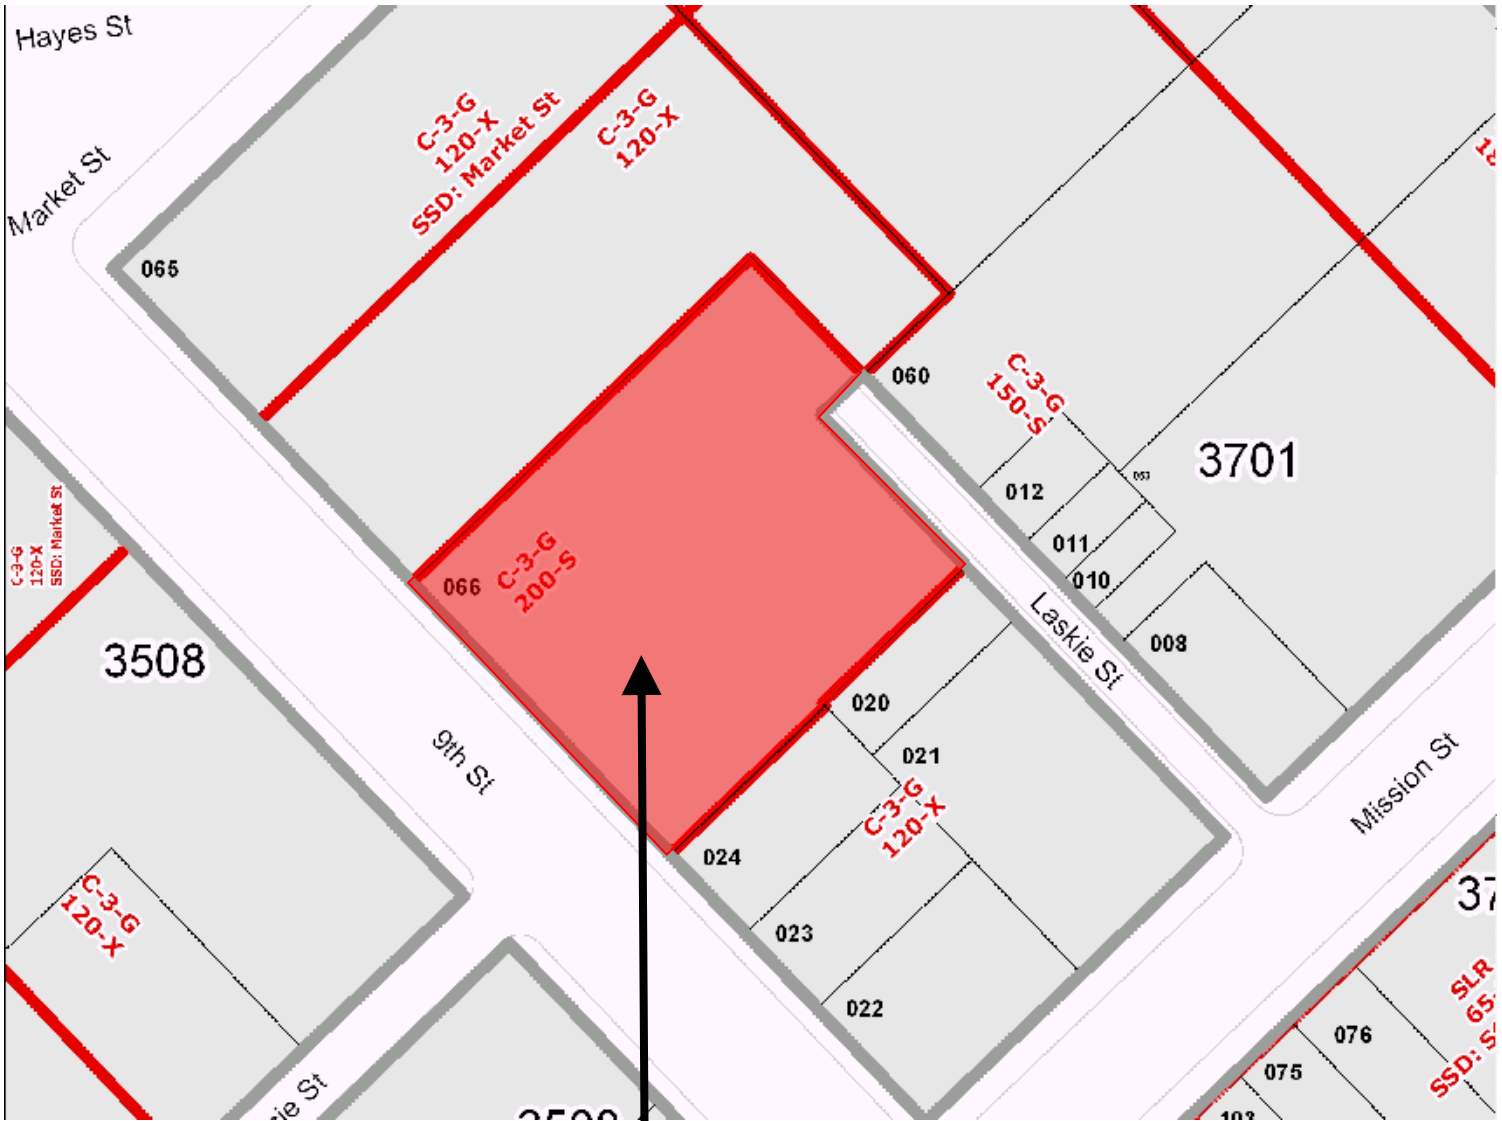 Hayes St
Market St
C-3-G
120-X
SSD: Market St
C-3-G
120-X
065
060
C-3-G
150-S
3701
012
011
010
008
C-3-G
120-X
SSD: Market St
066
C-3-G
200-S
3508
Laskie St
020
021
9th St
C-3-G
120-X
Mission St
024
023
022
C-3-G
120-X
SLR
076
075
103